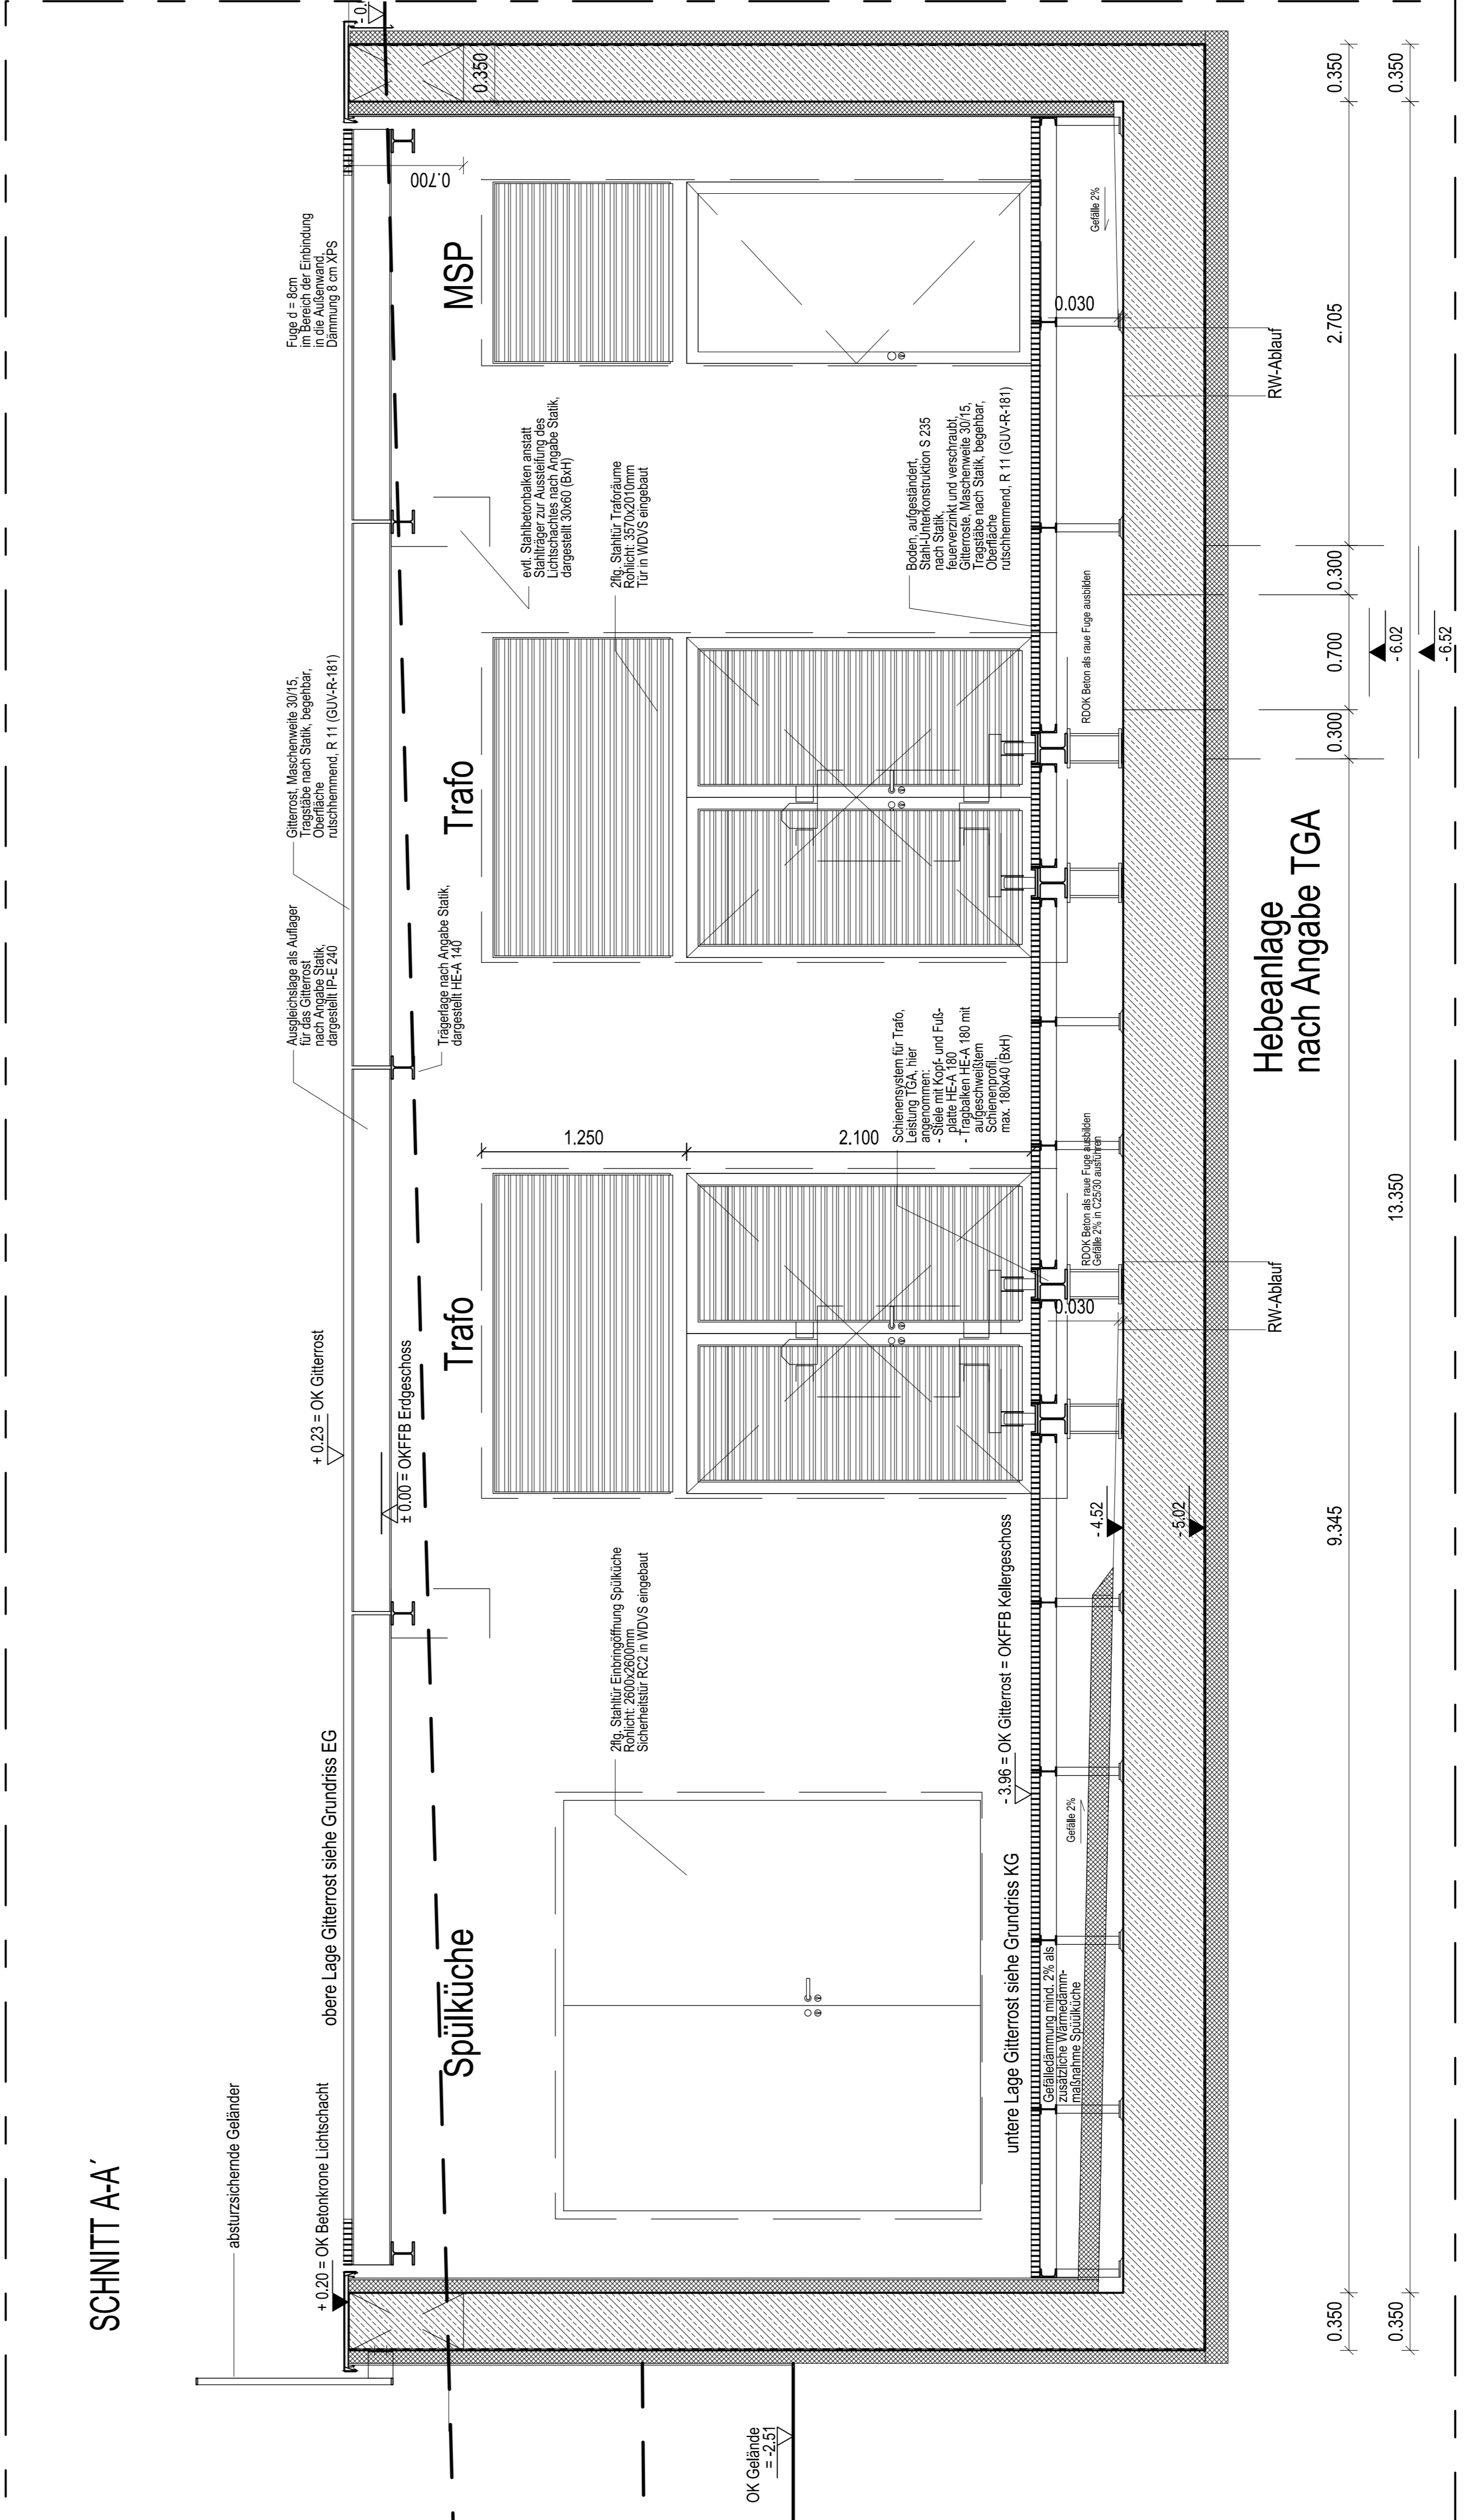 SCHNITT A-A´
absturzsichernde Geländer
+ 0.20 = OK Betonkrone Lichtschacht
obere Lage Gitterrost siehe Grundriss EG
+ 0.23 = OK Gitterrost
± 0.00 = OKFFB Erdgeschoss
Ausgleichslage als Auflager
für das Gitterrost
nach Angabe Statik,
dargestellt IP-E 240
Gitterrost, Maschenweite 30/15,
Tragstäbe nach Statik, begehbar,
Oberfläche
rutschhemmend, R 11 (GUV-R-181)
Fuge d = 8cm
im Bereich der Einbindung
in die Außenwand,
Dämmung 8 cm XPS
- 0.
0.350
0.700
Trägerlage nach Angabe Statik,
dargestellt HE-A 140
Spülküche
Trafo
Trafo
MSP
evtl. Stahlbetonbalken anstatt
Stahlträger zur Aussteifung des
Lichtschachtes nach Angabe Statik,
dargestellt 30x60 (BxH)
2flg. Stahltür Einbringöffnung Spülküche
Rohlicht: 2600x2600mm
Sicherheitstür RC2 in WDVS eingebaut
1.250
2.100
2flg. Stahltür Traforäume
Rohlicht: 3570x2010mm
Tür in WDVS eingebaut
OK Gelände
= -2.51
Schienensystem für Trafo,
Leistung TGA, hier
angenommen:
- Stiele mit Kopf- und Fuß-
platte HE-A 180
- Tragbalken HE-A 180 mit
aufgeschweißtem
Schienenprofil,
max. 180x40 (BxH)
Boden, aufgeständert,
Stahl-Unterkonstruktion S 235
nach Statik,
feuerverzinkt und verschraubt,
Gitterroste, Maschenweite 30/15,
Tragstäbe nach Statik, begehbar,
Oberfläche
rutschhemmend, R 11 (GUV-R-181)
untere Lage Gitterrost siehe Grundriss KG
- 3.96 = OK Gitterrost = OKFFB Kellergeschoss
Gefälledämmung mind. 2% als
zusätzliche Wärmedämm-
maßnahme Spüülküche
Gefälle 2%
- 4.52
- 5.02
0.030
RDOK Beton als raue Fuge ausbilden
Gefälle 2% in C25/30 ausführen
RDOK Beton als raue Fuge ausbilden
0.030
Gefälle 2%
RW-Ablauf
RW-Ablauf
Hebeanlage
nach Angabe TGA
0.350
9.345
0.300
0.700
0.300
2.705
0.350
- 6.02
0.350
13.350
0.350
- 6.52